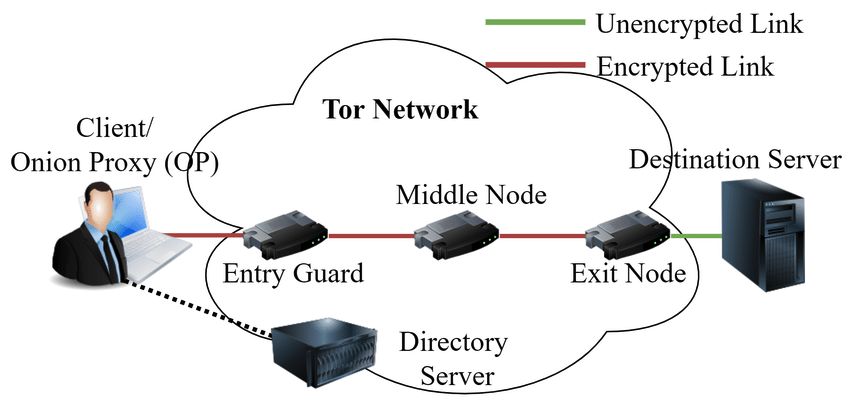 Unencrypted Link
Encrypted Link
Tor Network
Client/
Onion Proxy (OP)
Destination Server
Middle Node
Entry Guard
Exit Node
Directory
Server